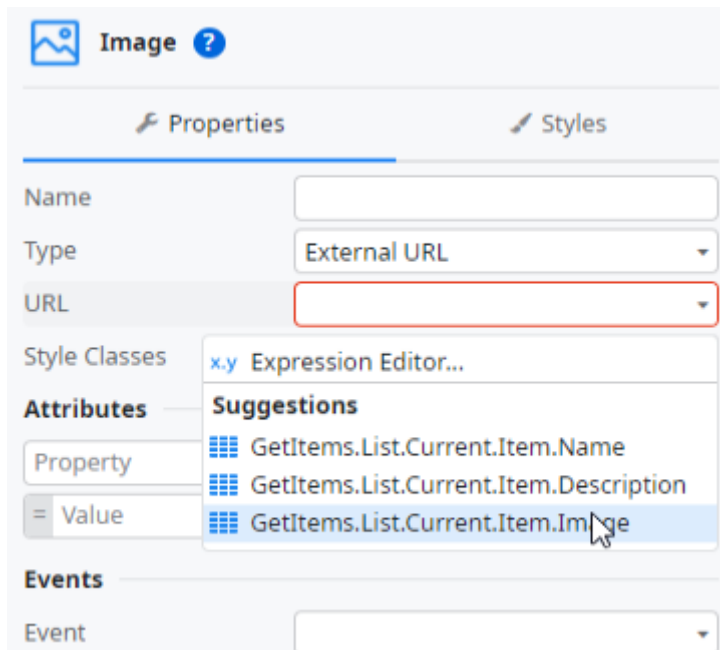 Image ?
Properties Styles
Name
Type External URL
URL
Style Classes
x.y Expression Editor...
Attributes
Suggestions
GetItems.List.Current.Item.Name
Property
GetItems.List.Current.Item.Description
= Value
GetItems.List.Current.Item.Image
Events
Event